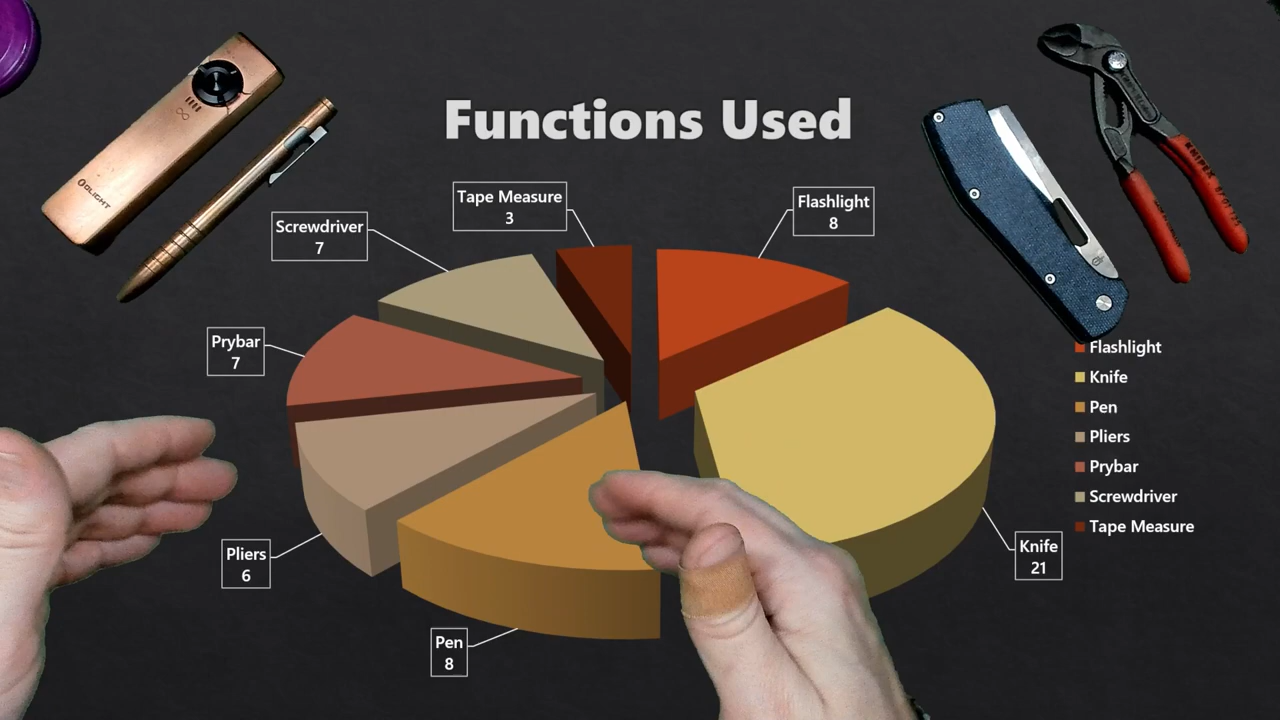 Functions Used
OLIGHT
KNIPEX
Tape Measure
3
Flashlight
8
Screwdriver
7
Prybar
7
Pliers
6
Pen
8
Knife
21
Flashlight
Knife
Pen
Pliers
Prybar
Screwdriver
Tape Measure